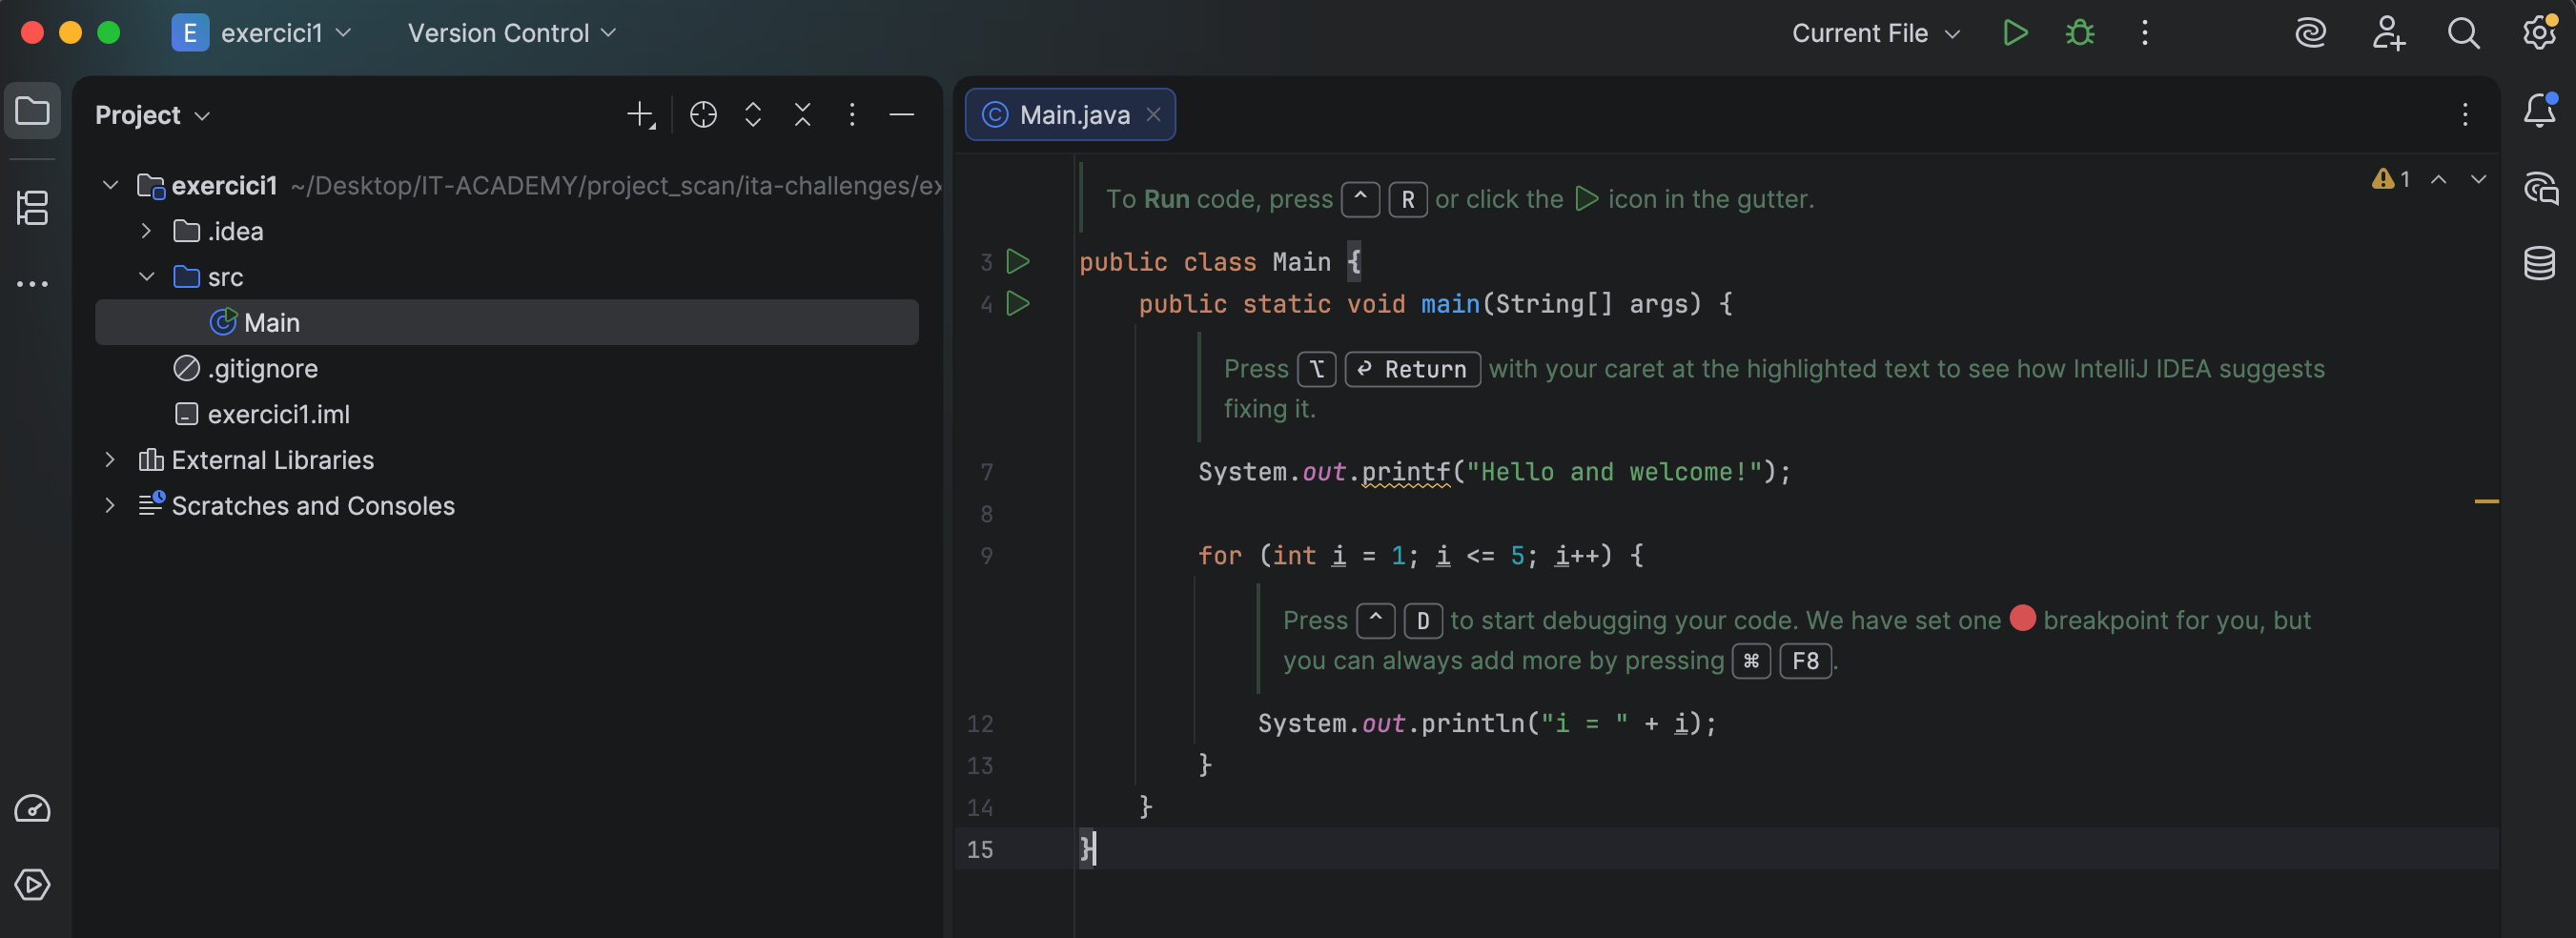 E exercici1 Version Control Current File
Project
Main.java
exercici1 ~/Desktop/IT-ACADEMY/project_scan/ita-challenges/ex
.idea
src
Main
.gitignore
exercici1.iml
External Libraries
Scratches and Consoles
1
To Run code, press ^ R or click the icon in the gutter.
3 public class Main {
4 public static void main(String[] args) {
Press ⌥ ↩ Return with your caret at the highlighted text to see how IntelliJ IDEA suggests
fixing it.
7 System.out.printf("Hello and welcome!");
8
9 for (int i = 1; i <= 5; i++) {
Press ^ D to start debugging your code. We have set one breakpoint for you, but
you can always add more by pressing ⌘ F8.
12 System.out.println("i = " + i);
13 }
14 }
15 }